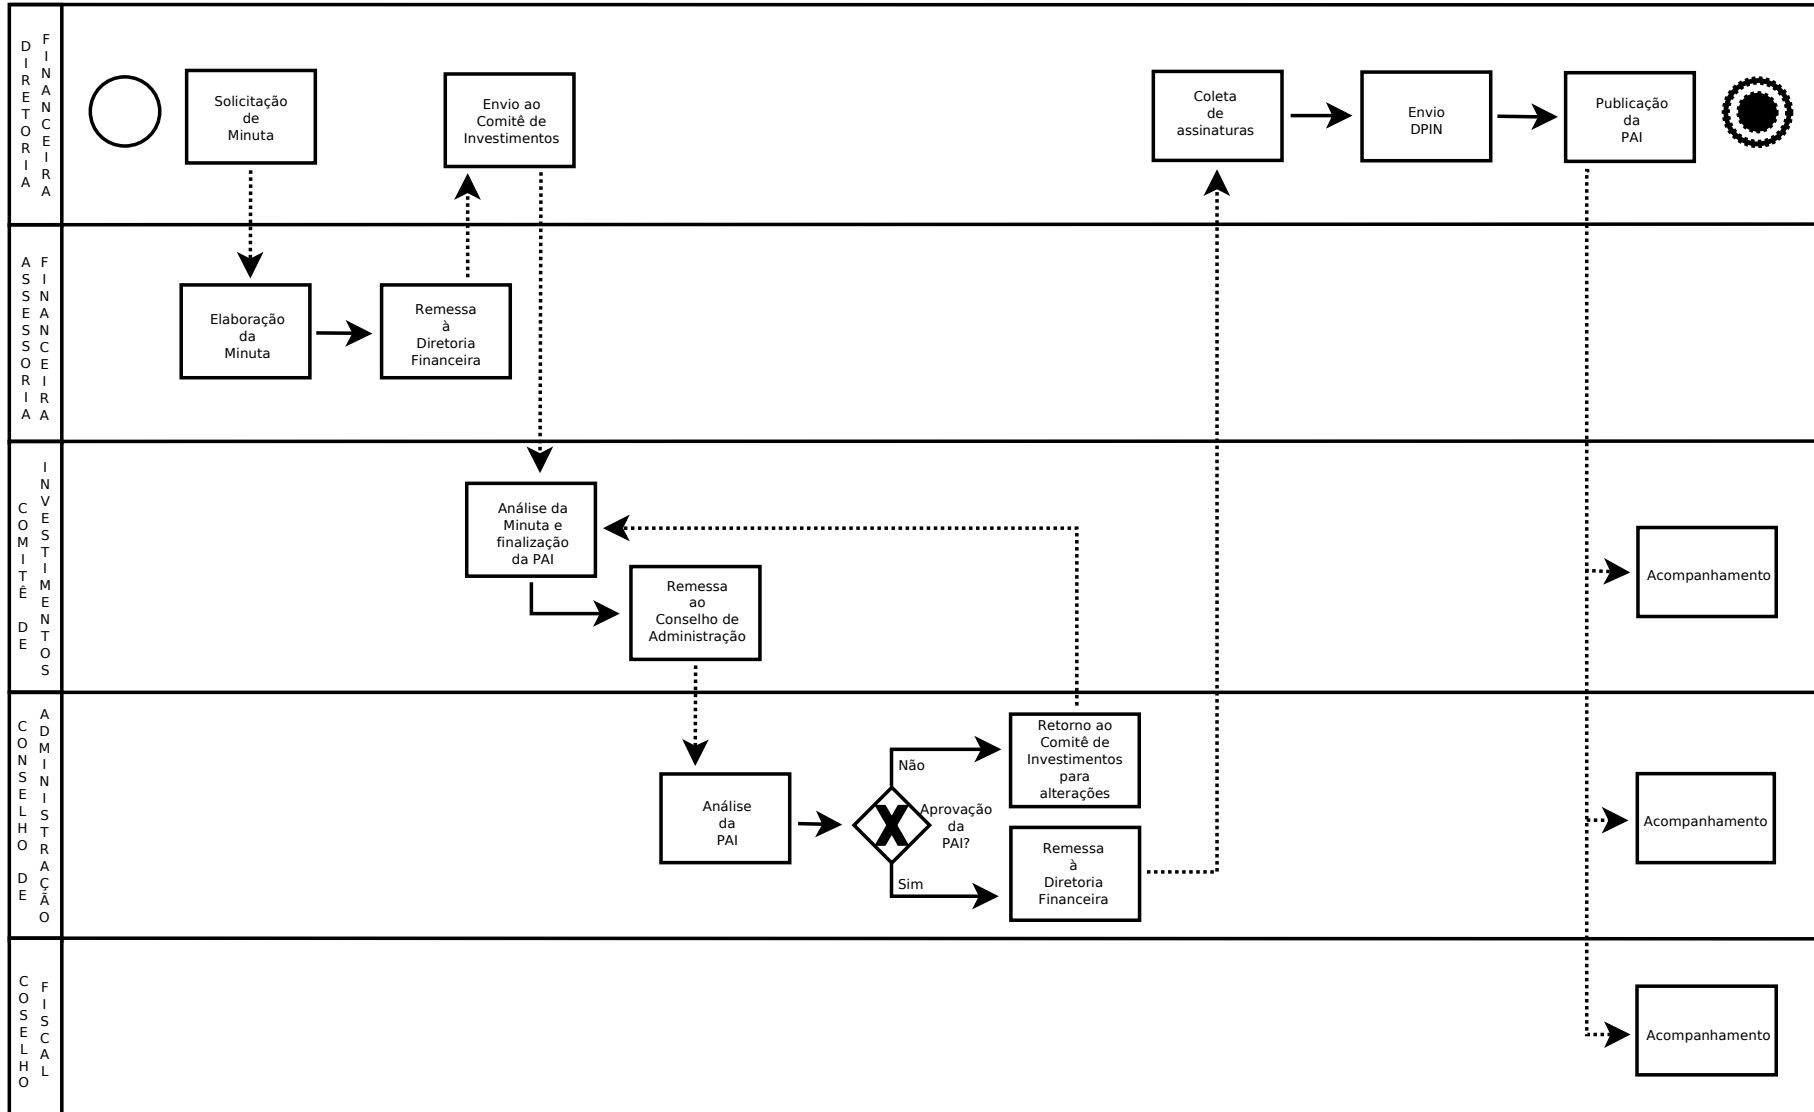 DIRETORIA
FINANCEIRA
Solicitação
de
Minuta
Envio ao
Comitê de
Investimentos
Coleta
de
assinaturas
Envio
DPIN
Publicação
da
PAI
ASSESSORIA
FINANCEIRA
Elaboração
da
Minuta
Remessa
à
Diretoria
Financeira
COMITÊ DE
INVESTIMENTOS
Análise da
Minuta e
finalização
da PAI
Remessa
ao
Conselho de
Administração
Acompanhamento
CONSELHO DE
ADMINISTRAÇÃO
Análise
da
PAI
Não
Aprovação
da
PAI?
Sim
Retorno ao
Comitê de
Investimentos
para
alterações
Remessa
à
Diretoria
Financeira
Acompanhamento
COSELHO
FISCAL
Acompanhamento